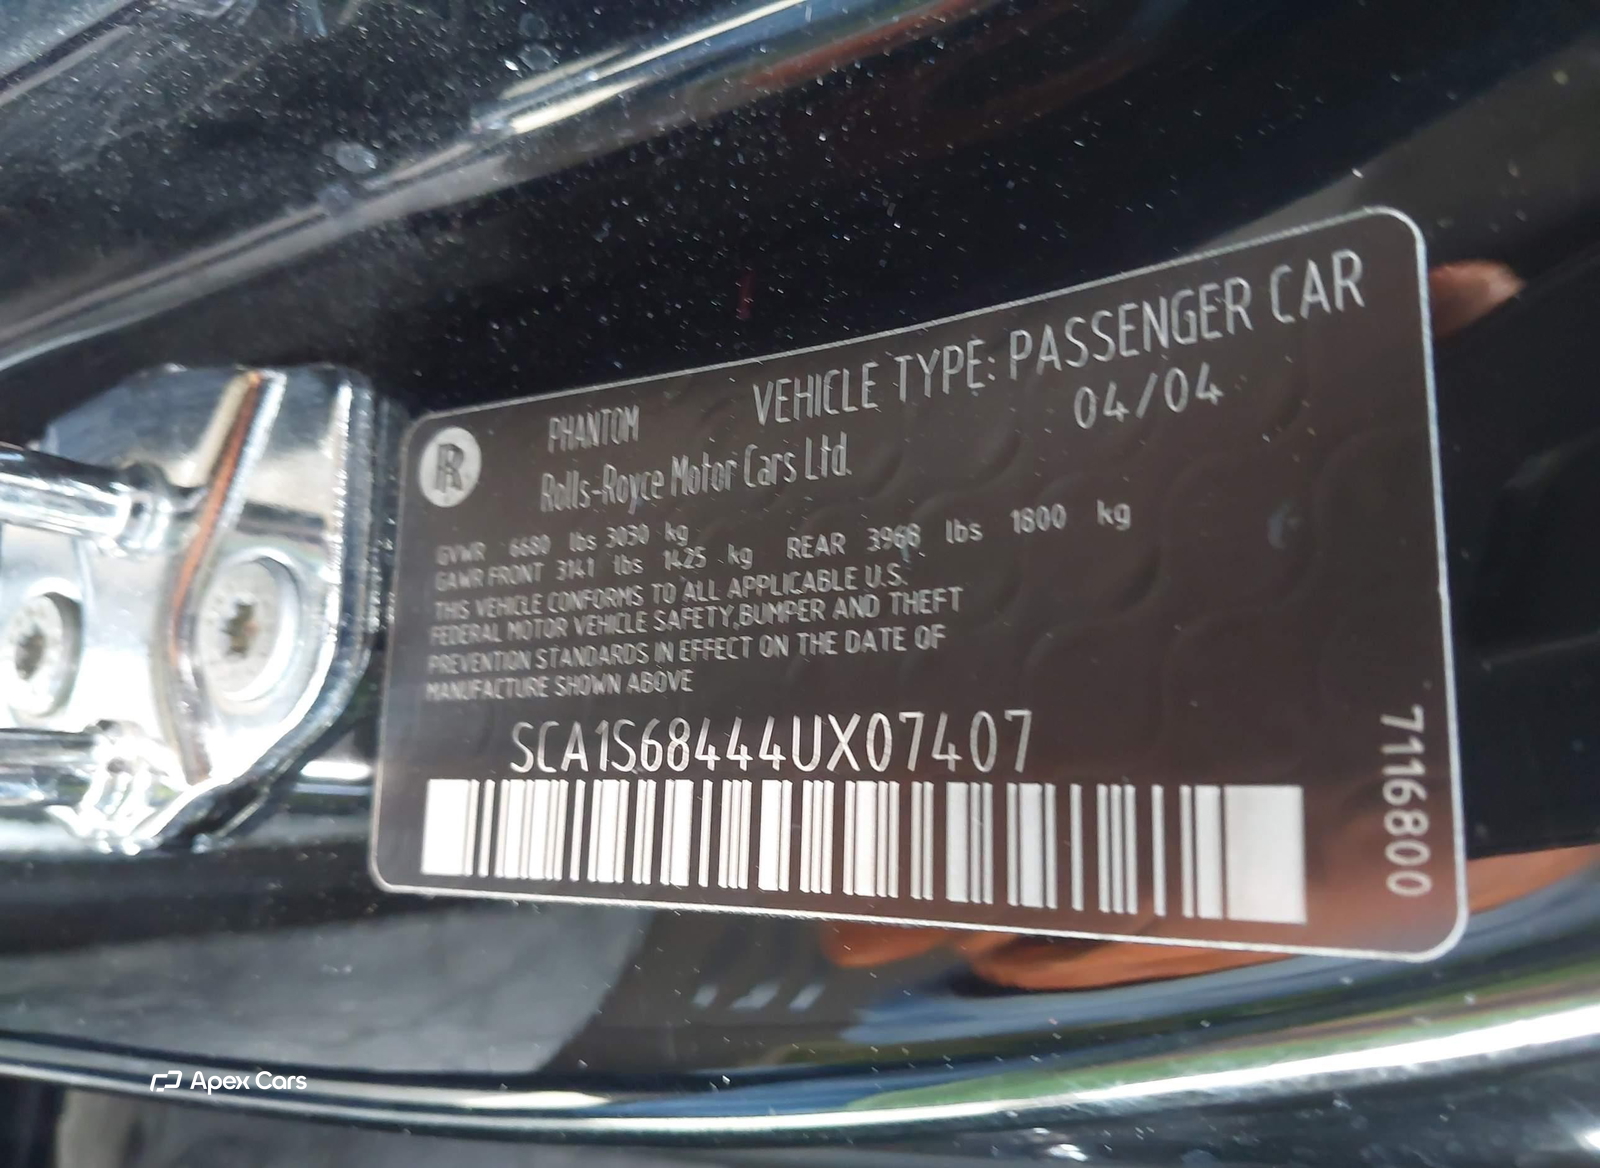 PHANTOM VEHICLE TYPE: PASSENGER CAR
Rolls-Royce Motor Cars Ltd. 04/04
GVWR 6680 lbs 3030 kg
GAWR FRONT 3141 lbs 1425 kg REAR 3968 lbs 1800 kg
THIS VEHICLE CONFORMS TO ALL APPLICABLE U.S.
FEDERAL MOTOR VEHICLE SAFETY,BUMPER AND THEFT
PREVENTION STANDARDS IN EFFECT ON THE DATE OF
MANUFACTURE SHOWN ABOVE
SCA1S68444UX07407
7116800
Apex Cars